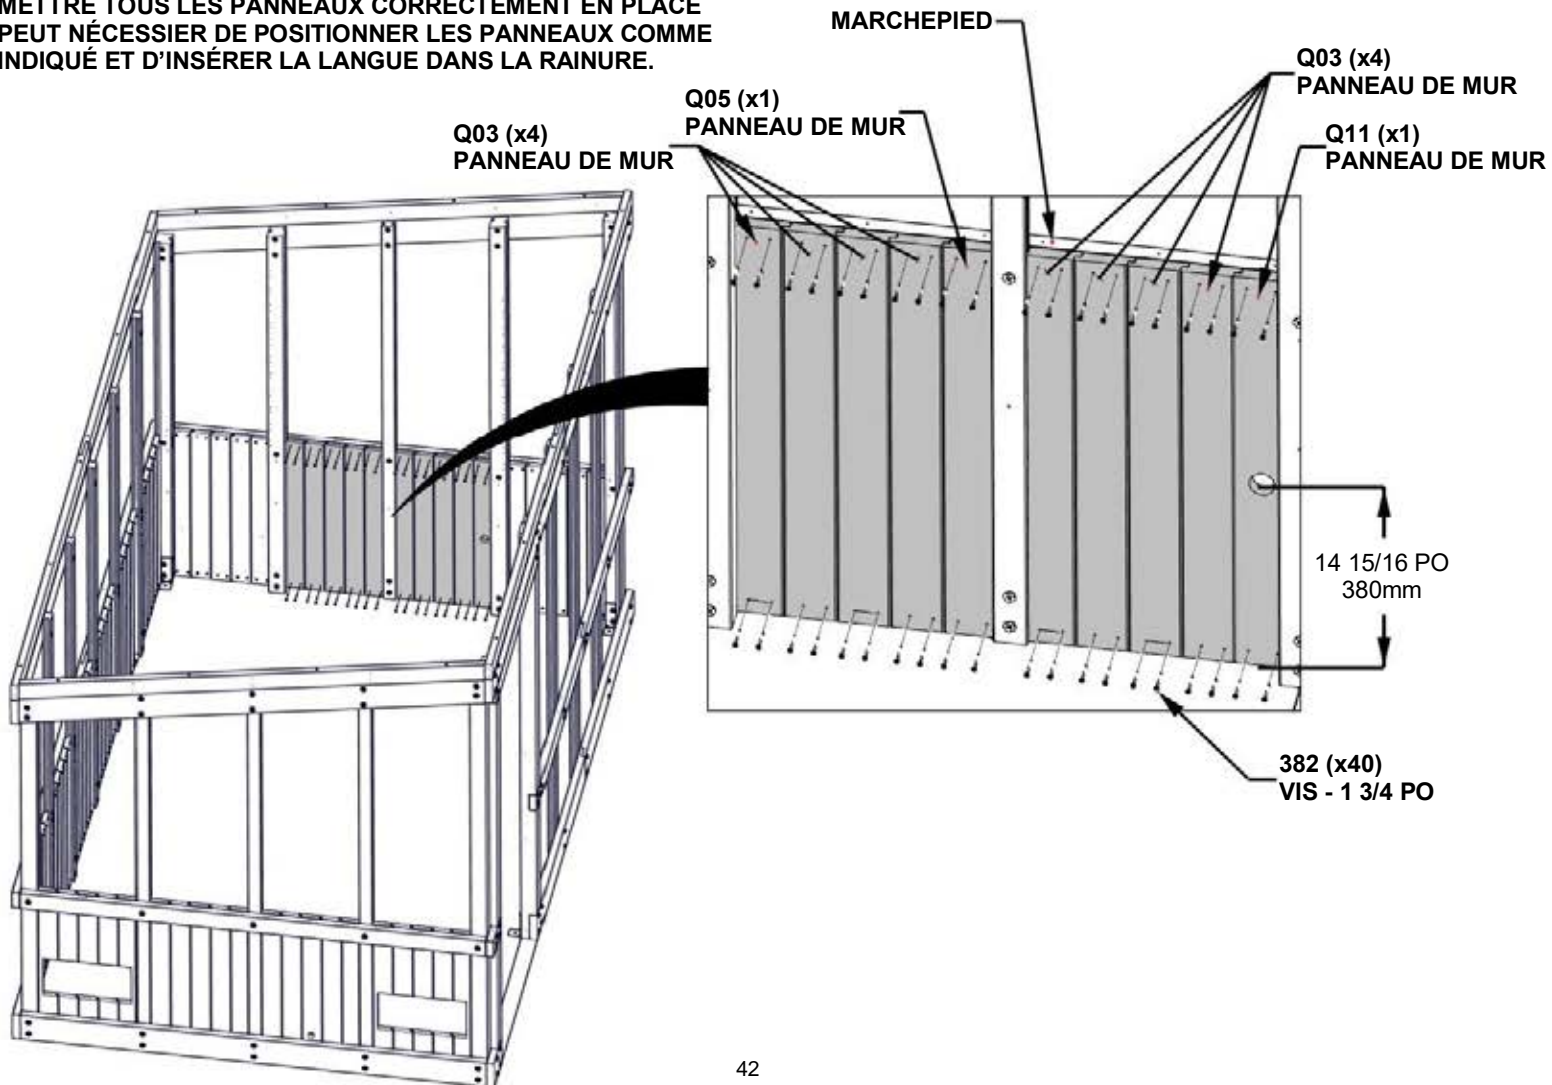 METTRE TOUS LES PANNEAUX CORRECTEMENT EN PLACE
PEUT NÉCESSIER DE POSITIONNER LES PANNEAUX COMME
INDIQUÉ ET D'INSÉRER LA LANGUE DANS LA RAINURE.
MARCHEPIED
Q03 (x4)
PANNEAU DE MUR
Q05 (x1)
PANNEAU DE MUR
Q03 (x4)
PANNEAU DE MUR
Q11 (x1)
PANNEAU DE MUR
14 15/16 PO
380mm
382 (x40)
VIS - 1 3/4 PO
42